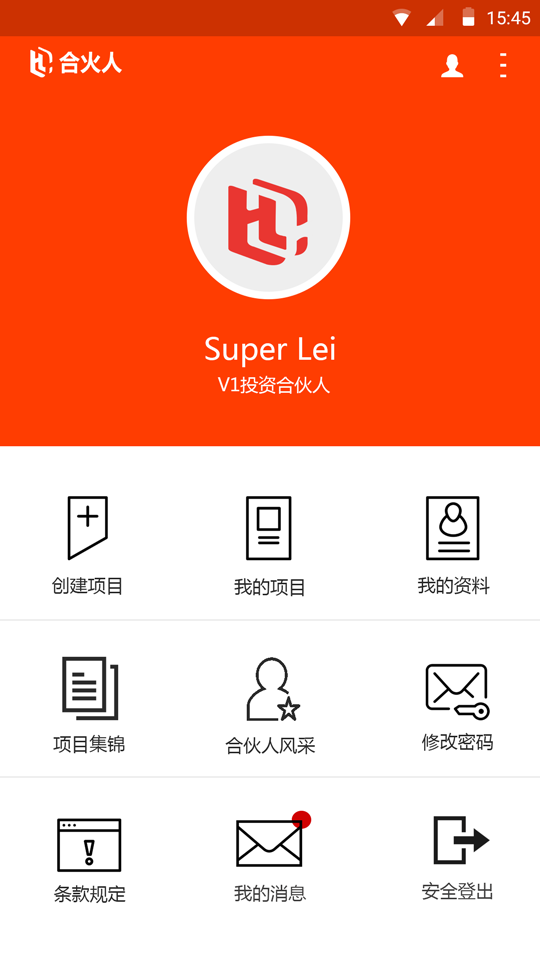 15:45
合火人
Super Lei
V1投资合伙人
创建项目
我的项目
我的资料
项目集锦
合伙人风采
修改密码
条款规定
我的消息
安全登出